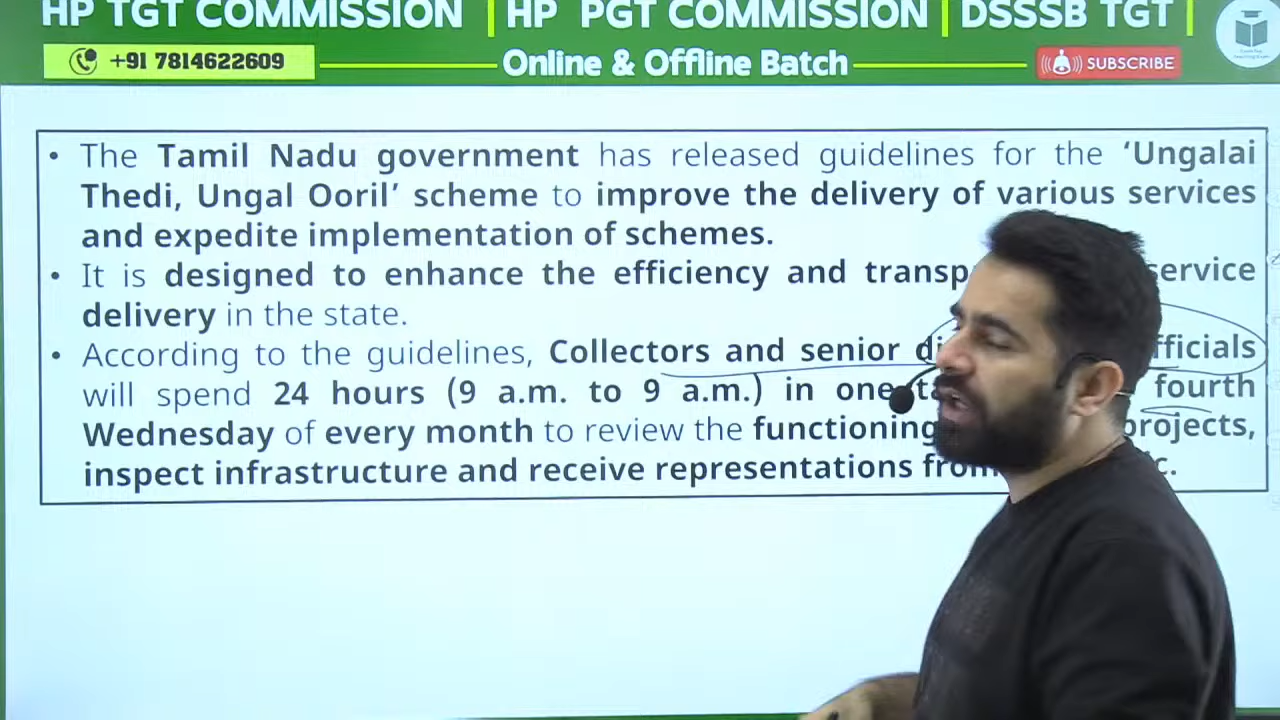 HP TGT COMMISSION | HP PGT COMMISSION | DSSSB TGT |
+91 7814622609
Online & Offline Batch
SUBSCRIBE
• The Tamil Nadu government has released guidelines for the ‘Ungalai
Thedi, Ungal Ooril’ scheme to improve the delivery of various services
and expedite implementation of schemes.
• It is designed to enhance the efficiency and service
delivery in the state.
• According to the guidelines, Collectors and senior
will spend 24 hours (9 a.m. to 9 a.m.) in one fourth
Wednesday of every month to review the functioning projects,
inspect infrastructure and receive representations